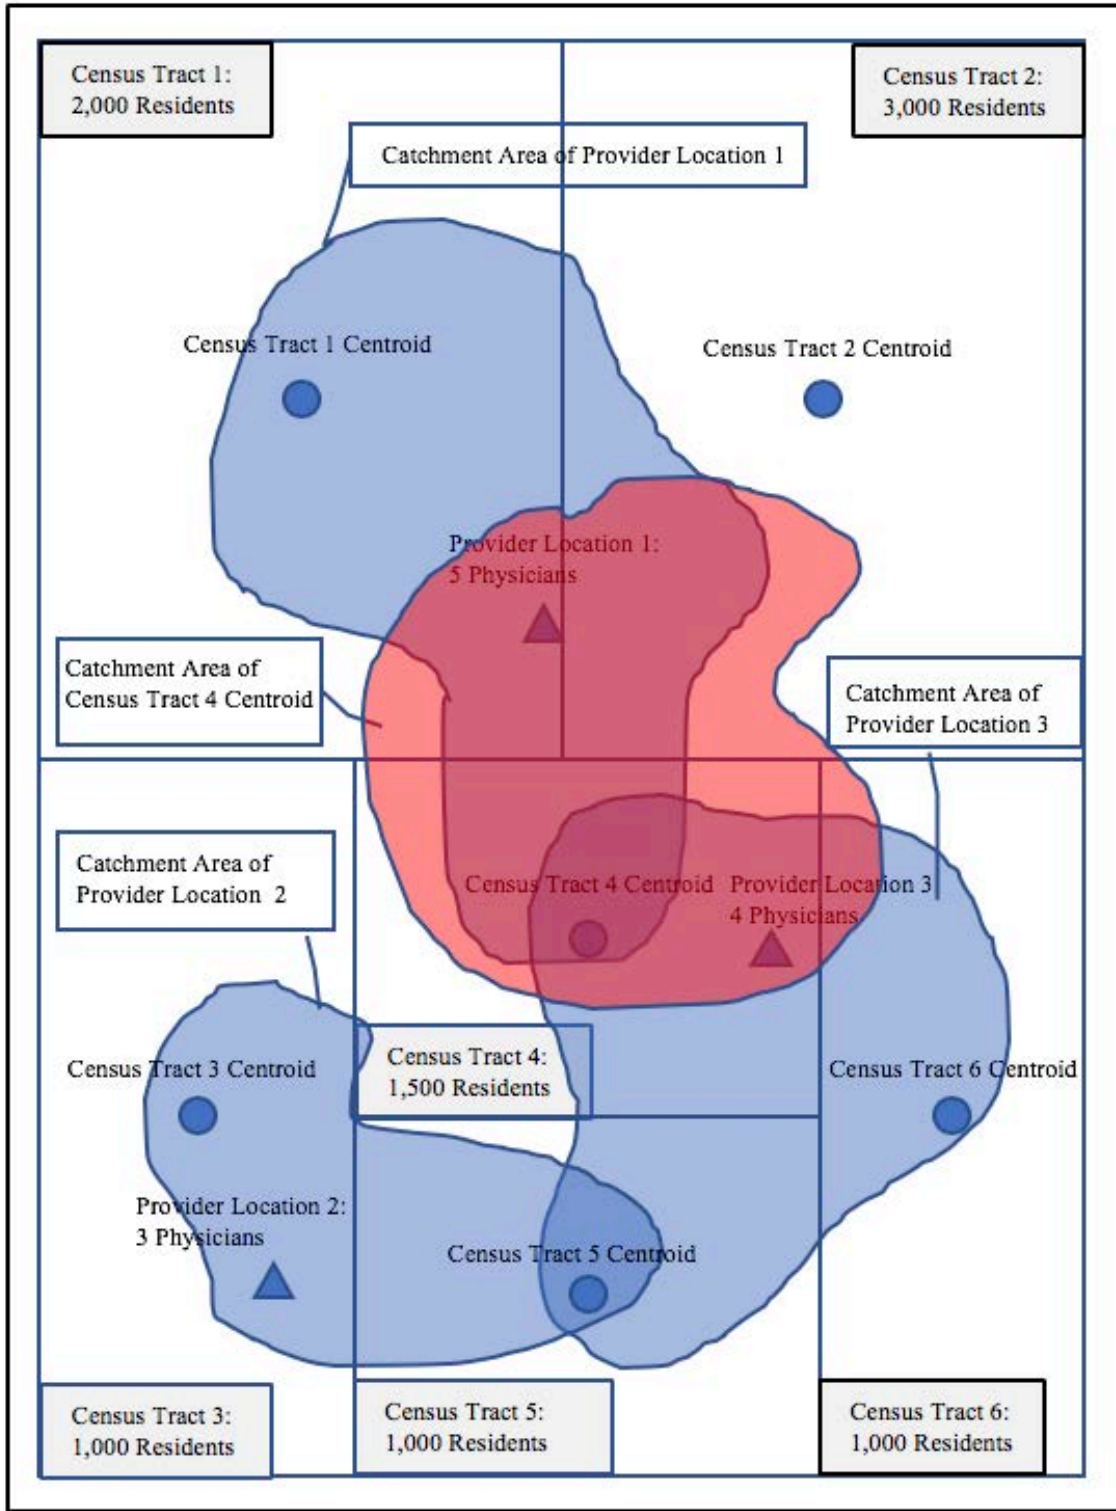 Census Tract 1:
2,000 Residents
Census Tract 2:
3,000 Residents
Catchment Area of Provider Location 1
Census Tract 1 Centroid
Census Tract 2 Centroid
Provider Location 1:
5 Physicians
Catchment Area of
Census Tract 4 Centroid
Catchment Area of
Provider Location 3
Catchment Area of
Provider Location 2
Census Tract 4 Centroid
Provider Location 3
4 Physicians
Census Tract 3 Centroid
Census Tract 4:
1,500 Residents
Census Tract 6 Centroid
Provider Location 2:
3 Physicians
Census Tract 5 Centroid
Census Tract 3:
1,000 Residents
Census Tract 5:
1,000 Residents
Census Tract 6:
1,000 Residents